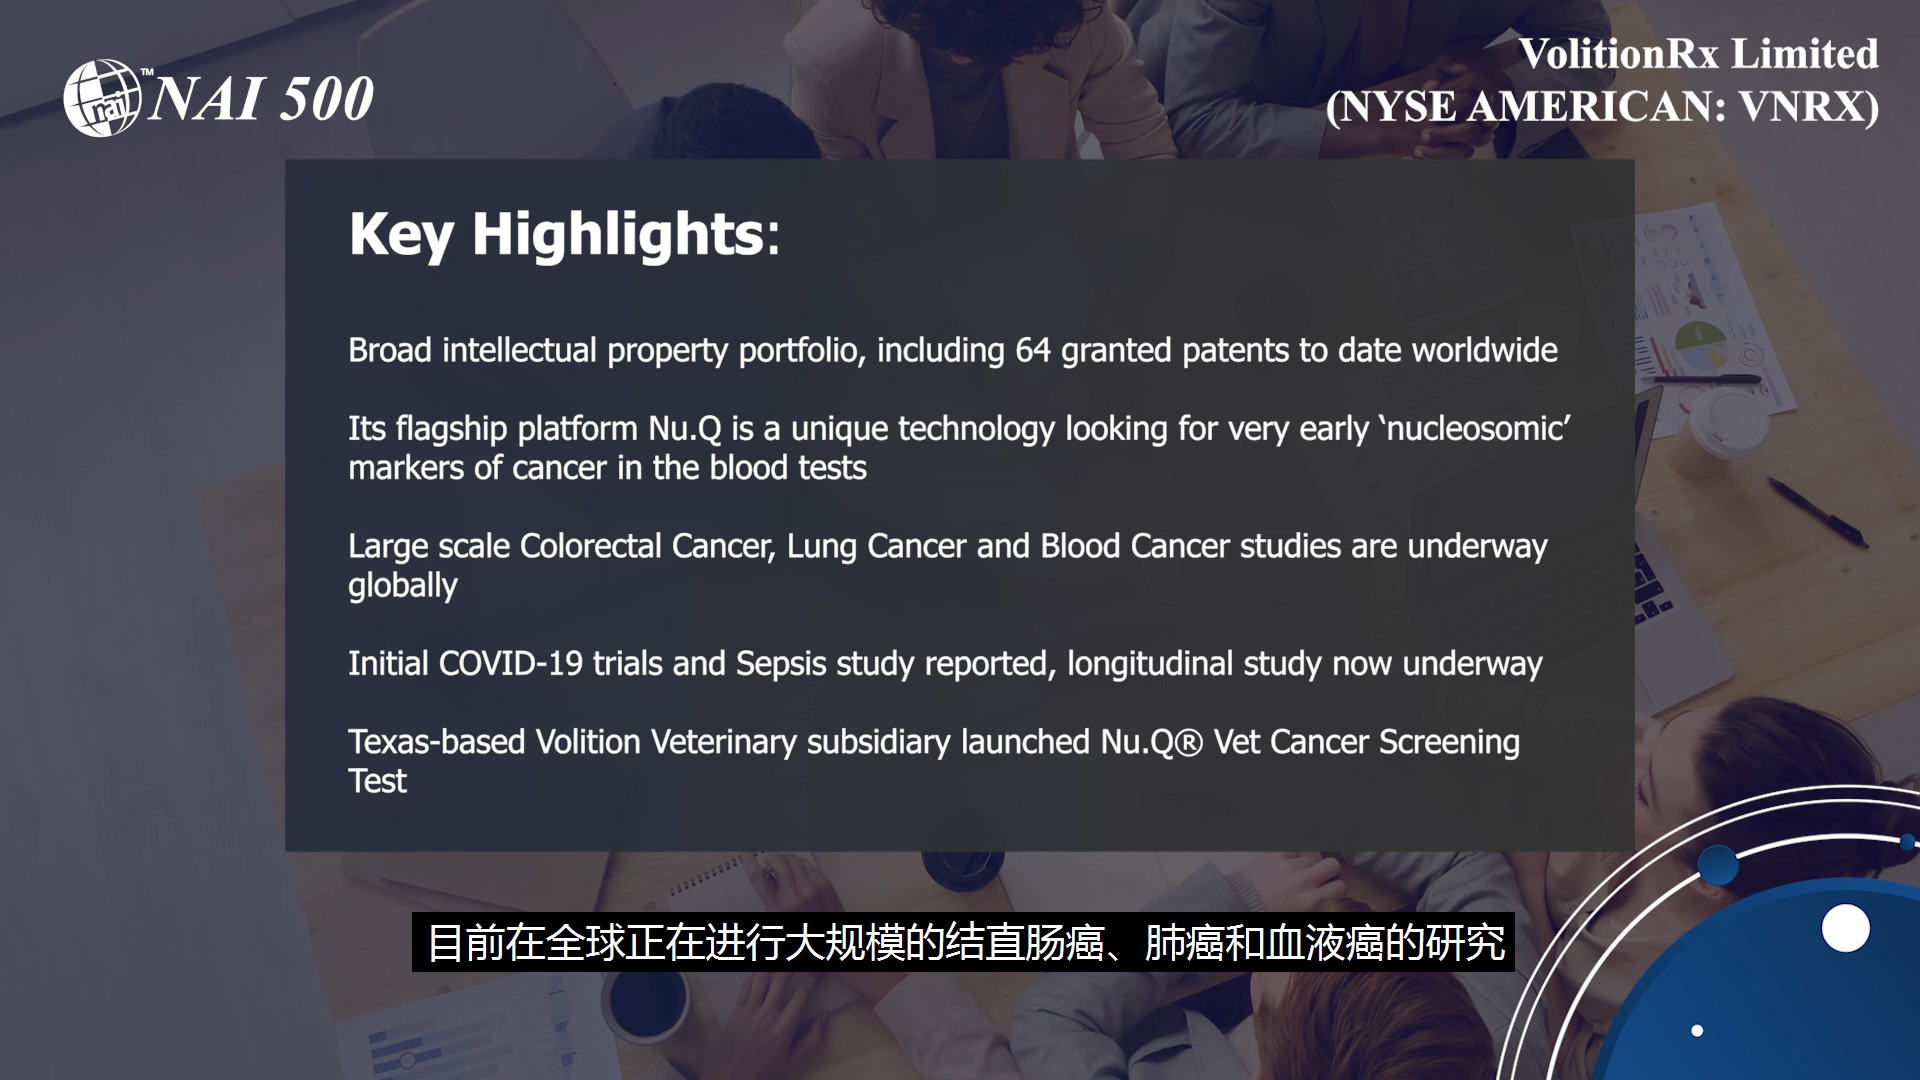 nai
™
NAI 500
VolitionRx Limited
(NYSE AMERICAN: VNRX)
Key Highlights:
Broad intellectual property portfolio, including 64 granted patents to date worldwide
Its flagship platform Nu.Q is a unique technology looking for very early ‘nucleosomic’
markers of cancer in the blood tests
Large scale Colorectal Cancer, Lung Cancer and Blood Cancer studies are underway
globally
Initial COVID-19 trials and Sepsis study reported, longitudinal study now underway
Texas-based Volition Veterinary subsidiary launched Nu.Q® Vet Cancer Screening
Test
目前在全球正在进行大规模的结直肠癌、肺癌和血液癌的研究